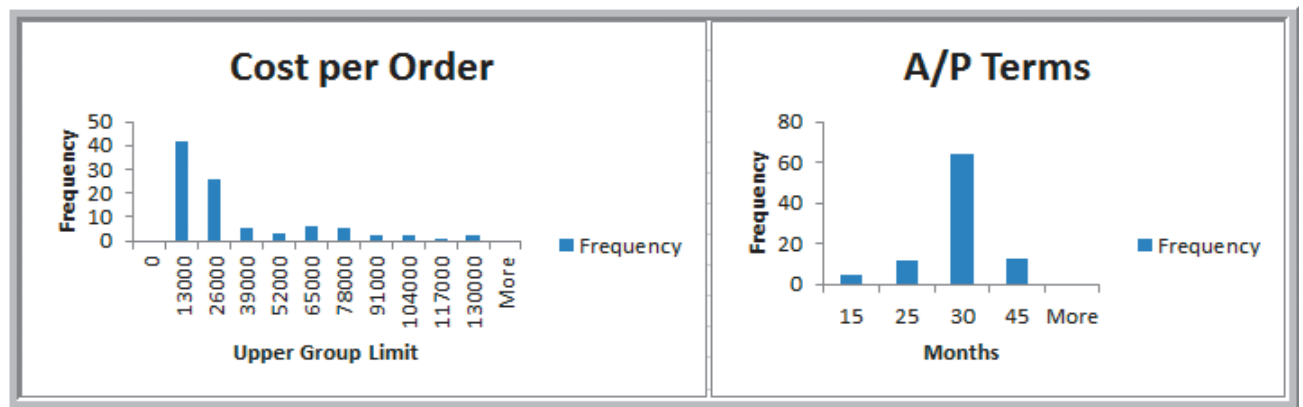 Cost per Order
50
40
30
20
10
0
Frequency
0 13000 26000 39000 52000 65000 78000 91000 104000 117000 130000 More
Upper Group Limit
Frequency
A/P Terms
80
60
40
20
0
Frequency
15 25 30 45 More
Months
Frequency